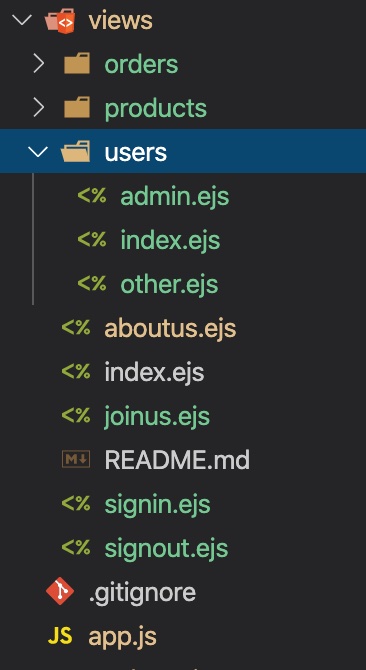 views
orders
products
users
<% admin.ejs
<% index.ejs
<% other.ejs
<% aboutus.ejs
<% index.ejs
<% joinus.ejs
M↓ README.md
<% signin.ejs
<% signout.ejs
.gitignore
JS app.js